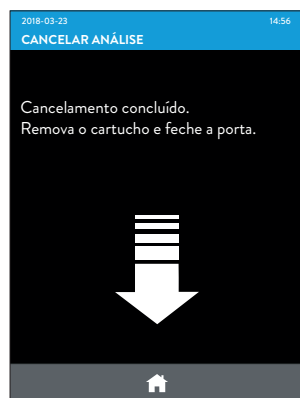 2018-03-23 14:56
CANCELAR ANÁLISE
Cancelamento concluído.
Remova o cartucho e feche a porta.